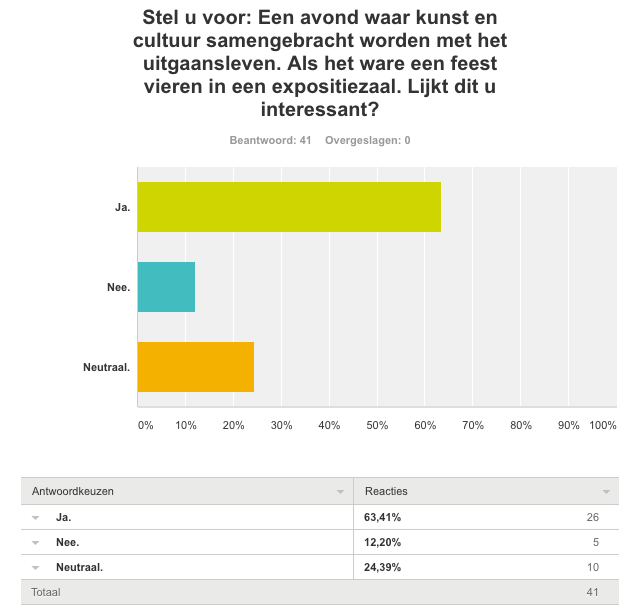 Stel u voor: Een avond waar kunst en
cultuur samengebracht worden met het
uitgaansleven. Als het ware een feest
vieren in een expositiezaal. Lijkt dit u
interessant?
Beantwoord: 41 Overgeslagen: 0
Ja.
Nee.
Neutraal.
0% 10% 20% 30% 40% 50% 60% 70% 80% 90% 100%
Antwoordkeuzen Reacties
Ja. 63,41% 26
Nee. 12,20% 5
Neutraal. 24,39% 10
Totaal 41